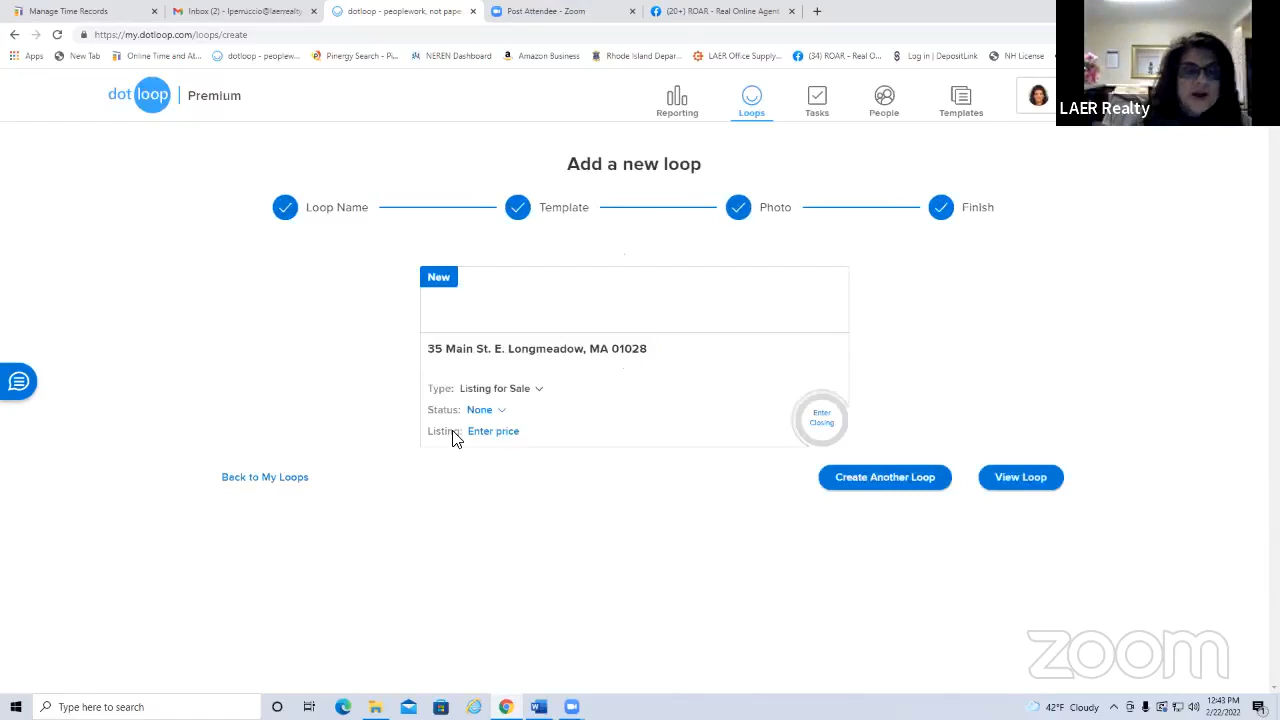 Manage Time Records
Inbox (2) - lperruccio@laerrealty
dotloop - peoplework, not pape
Post Attendee - Zoom
(20+) ROAR - Real Online Agent
https://my.dotloop.com/loops/create
Apps
New Tab
Online Time and At...
dotloop - peoplew...
Pinergy Search - Pi...
NEREN Dashboard
Amazon Business
Rhode Island Depar...
LAER Office Supply...
(34) ROAR - Real O...
Log in | DepositLink
NH License
LAER Realty
dotloop | Premium
Reporting
Loops
Tasks
People
Templates
Add a new loop
Loop Name
Template
Photo
Finish
New
35 Main St. E. Longmeadow, MA 01028
Type: Listing for Sale
Status: None
Listing: Enter price
Enter
Closing
Back to My Loops
Create Another Loop
View Loop
zoom
Type here to search
42°F Cloudy
12:43 PM
2/22/2022